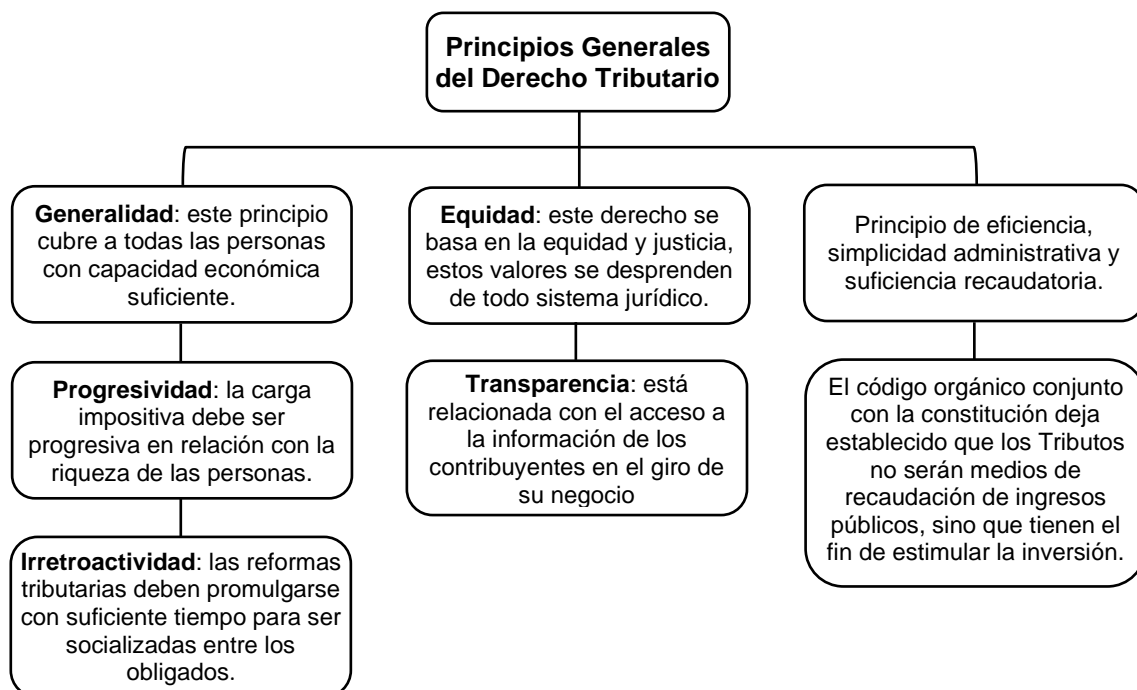 Principios Generales
del Derecho Tributario
Generalidad: este principio
cubre a todas las personas
con capacidad económica
suficiente.
Progresividad: la carga
impositiva debe ser
progresiva en relación con la
riqueza de las personas.
Irretroactividad: las reformas
tributarias deben promulgarse
con suficiente tiempo para ser
socializadas entre los
obligados.
Equidad: este derecho se
basa en la equidad y justicia,
estos valores se desprenden
de todo sistema jurídico.
Transparencia: está
relacionada con el acceso a
la información de los
contribuyentes en el giro de
su negocio
Principio de eficiencia,
simplicidad administrativa y
suficiencia recaudatoria.
El código orgánico conjunto
con la constitución deja
establecido que los Tributos
no serán medios de
recaudación de ingresos
públicos, sino que tienen el
fin de estimular la inversión.